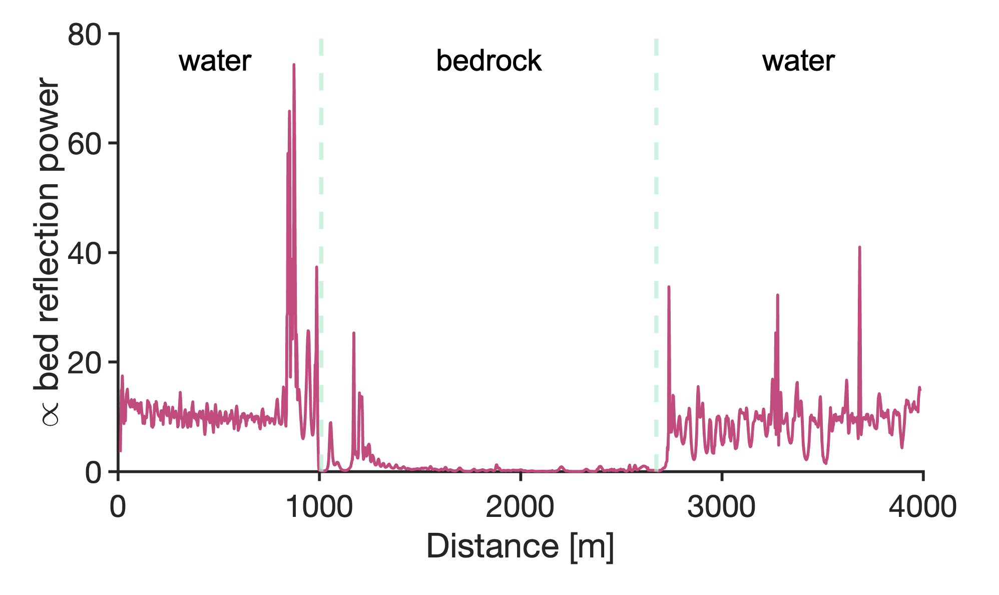 80
60
40
20
0
∝ bed reflection power
water
bedrock
water
0
1000
2000
3000
4000
Distance [m]